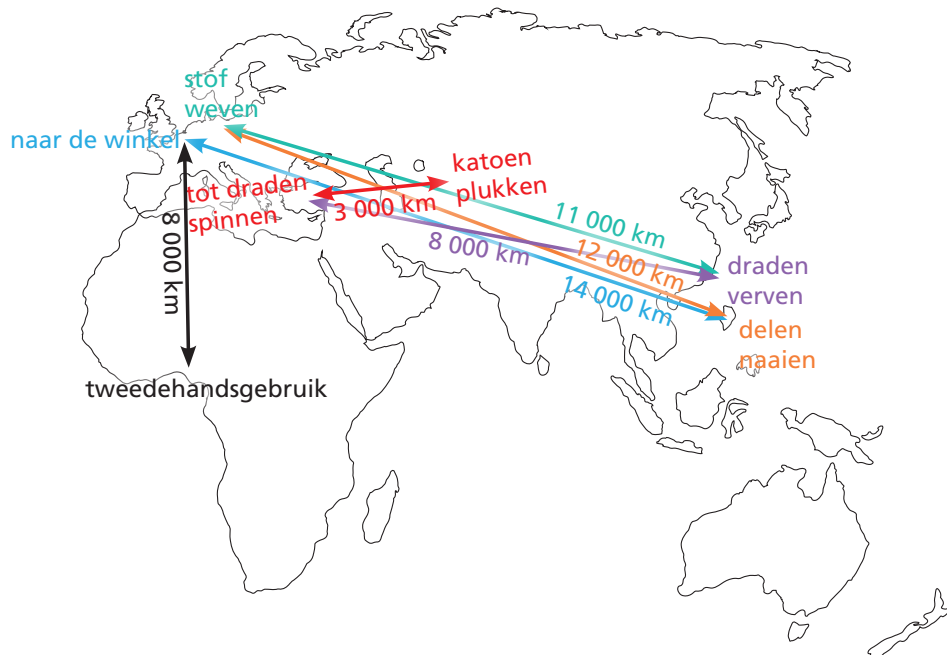 stof
weven
naar de winkel
katoen
plukken
tot draden
spinnen
3 000 km
8 000 km
11 000 km
8 000 km
12 000 km
14 000 km
draden
verven
delen
naaien
tweedehandsgebruik